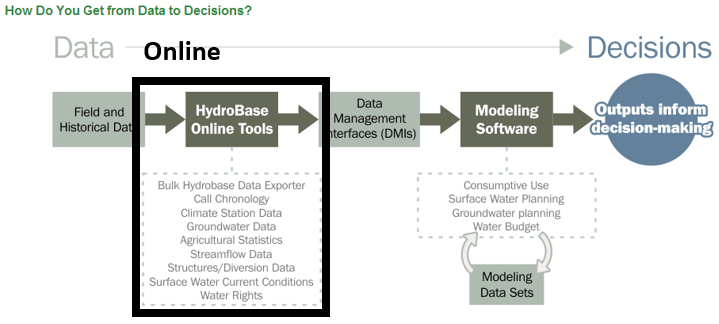 How Do You Get from Data to Decisions?
Data
Online
Decisions
Field and
Historical Data
HydroBase
Online Tools
Data
Management
Interfaces (DMIs)
Modeling
Software
Outputs inform
decision-making
Bulk Hydrobase Data Exporter
Call Chronology
Climate Station Data
Groundwater Data
Agricultural Statistics
Streamflow Data
Structures/Diversion Data
Surface Water Current Conditions
Water Rights
Consumptive Use
Surface Water Planning
Groundwater planning
Water Budget
Modeling
Data Sets